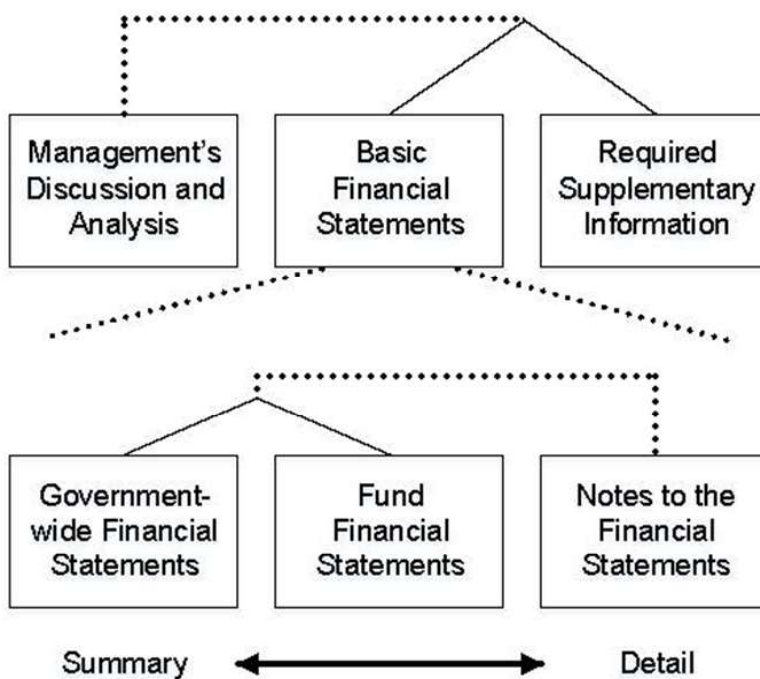 Management's
Discussion and
Analysis
Basic
Financial
Statements
Required
Supplementary
Information
Government-
wide Financial
Statements
Fund
Financial
Statements
Notes to the
Financial
Statements
Summary
Detail